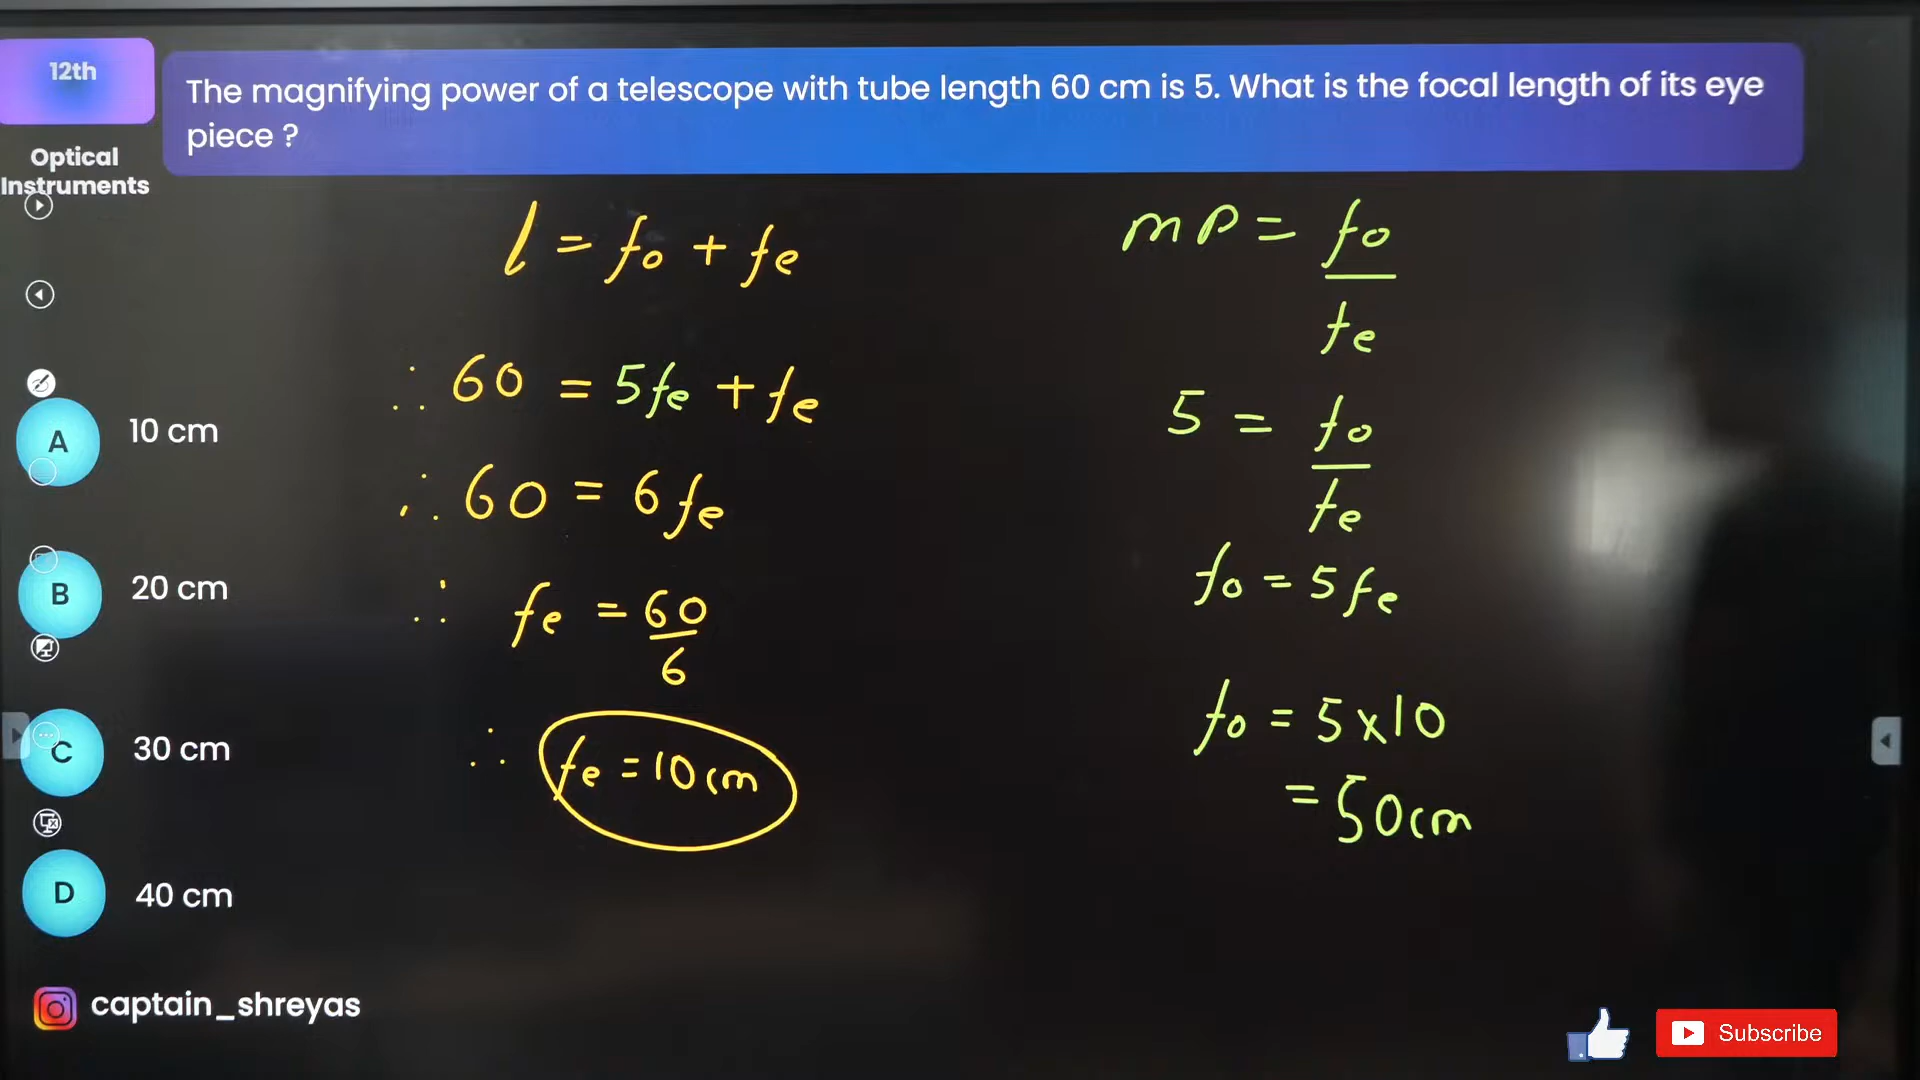 12th
The magnifying power of a telescope with tube length 60 cm is 5. What is the focal length of its eye
piece ?
Optical
Instruments
l = fo + fe
∴ 60 = 5fe + fe
∴ 60 = 6fe
∴ fe = 60
6
∴ fe = 10cm
MP = fo
fe
5 = fo
fe
fo = 5fe
fo = 5x10
= 50cm
A 10 cm
B 20 cm
C 30 cm
D 40 cm
captain_shreyas
Subscribe